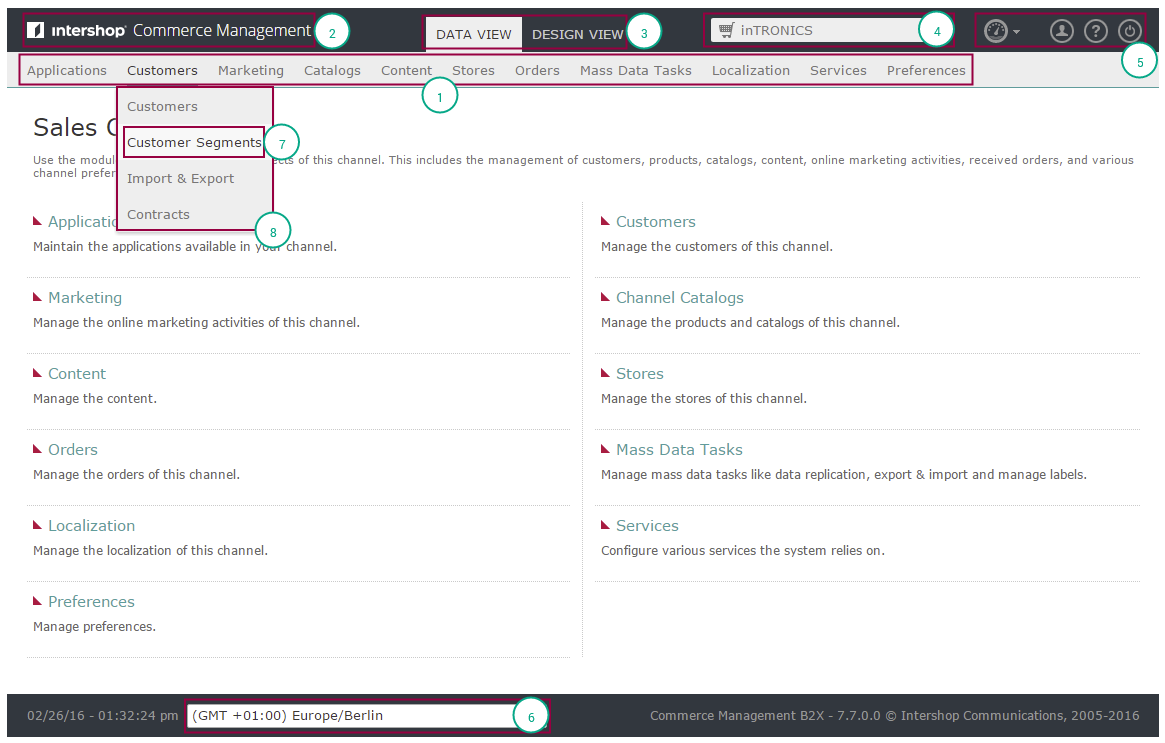 intershop® Commerce Management 2 DATA VIEW DESIGN VIEW 3 inTRONICS 4
5
Applications Customers Marketing Catalogs Content Stores Orders Mass Data Tasks Localization Services Preferences
1
Customers
Customer Segments 7
Import & Export
Contracts
8
Sales
Use the modul cts of this channel. This includes the management of customers, products, catalogs, content, online marketing activities, received orders, and various
channel prefer
Applicatio
Maintain the applications available in your channel.
Customers
Manage the customers of this channel.
Marketing
Manage the online marketing activities of this channel.
Channel Catalogs
Manage the products and catalogs of this channel.
Content
Manage the content.
Stores
Manage the stores of this channel.
Orders
Manage the orders of this channel.
Mass Data Tasks
Manage mass data tasks like data replication, export & import and manage labels.
Localization
Manage the localization of this channel.
Services
Configure various services the system relies on.
Preferences
Manage preferences.
02/26/16 - 01:32:24 pm (GMT +01:00) Europe/Berlin 6 Commerce Management B2X - 7.7.0.0 © Intershop Communications, 2005-2016